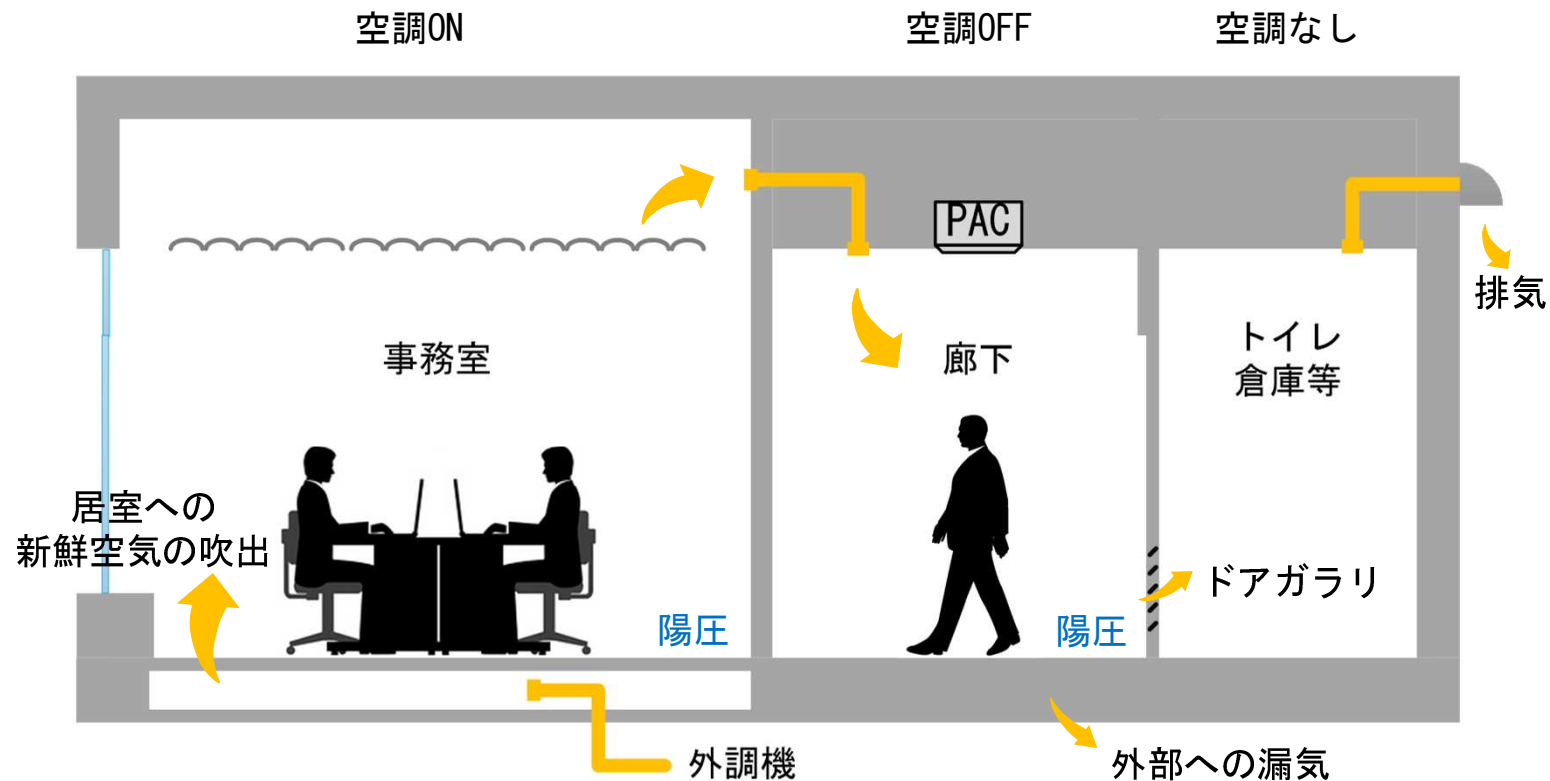 空調ON
空調OFF
空調なし
PAC
排気
事務室
廊下
トイレ
倉庫等
居室への
新鮮空気の吹出
ドアガラリ
陽圧
陽圧
外調機
外部への漏気